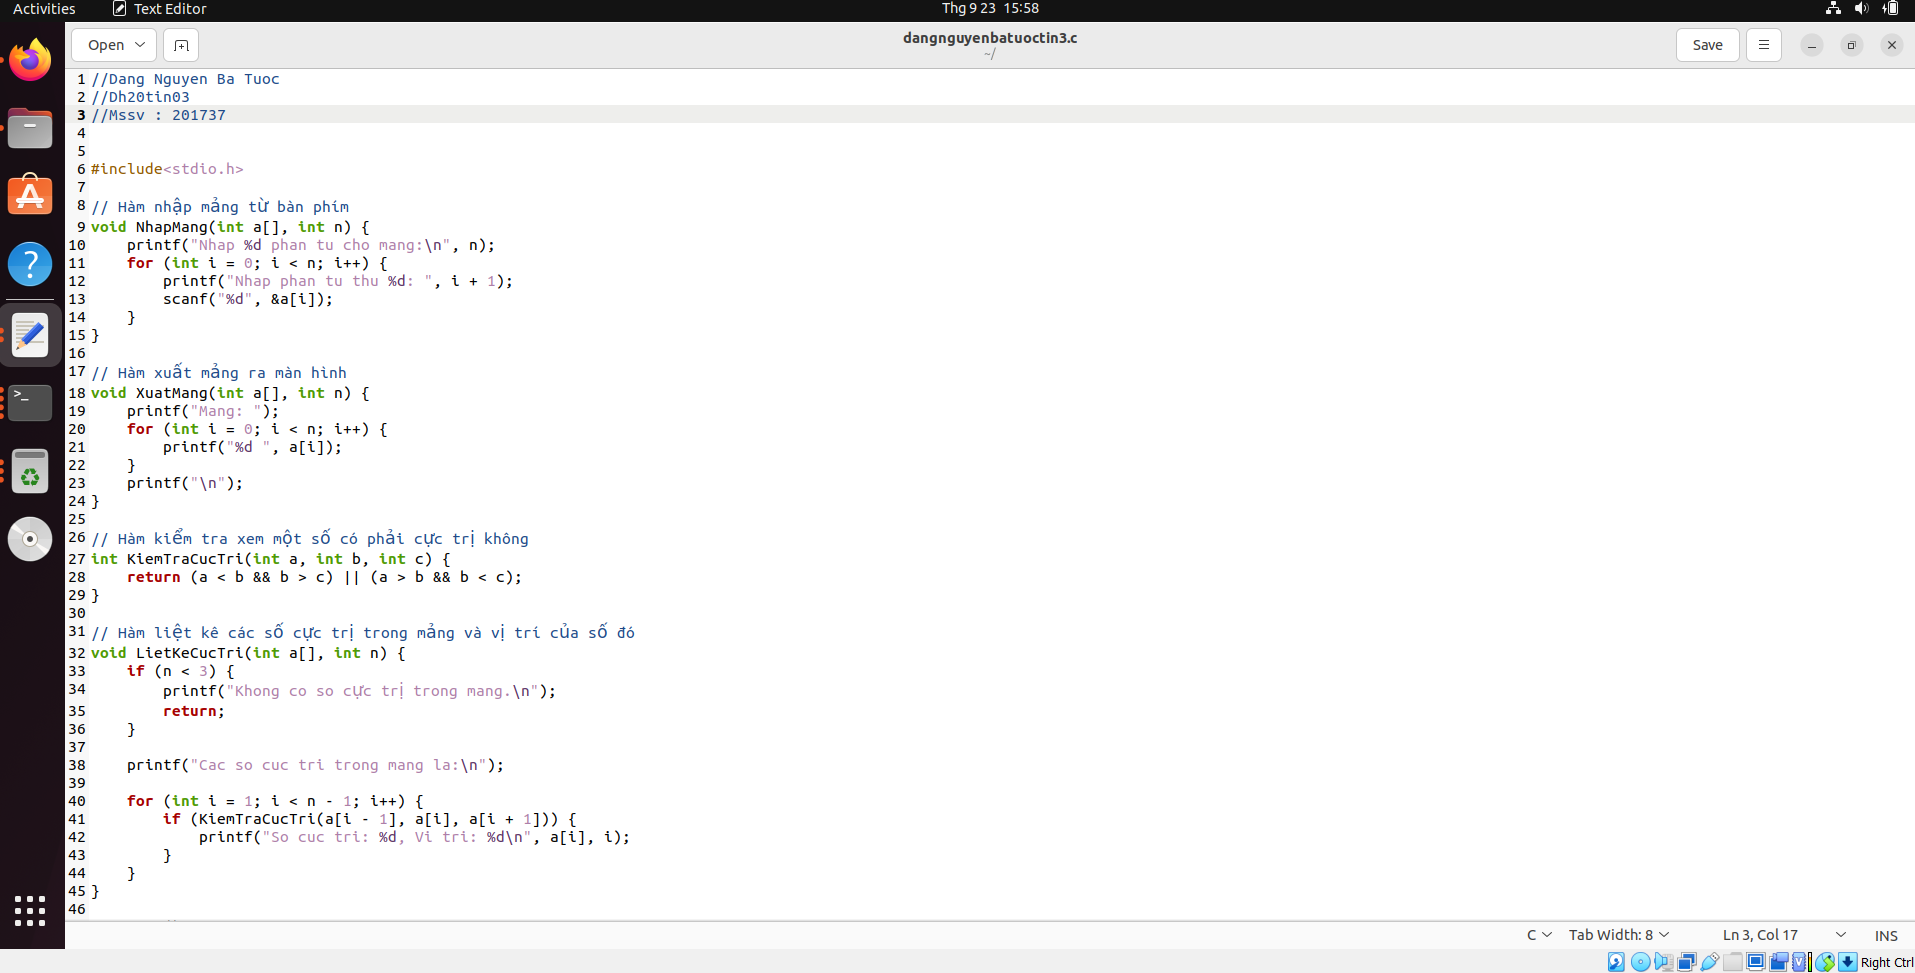 Activities
Text Editor
Thg 9 23 15:58
Open
dangnguyenbatuoctin3.c
~/
Save
1 //Dang Nguyen Ba Tuoc
2 //Dh20tin03
3 //Mssv : 201737
4
5
6 #include<stdio.h>
7
8 // Hàm nhập mảng từ bàn phím
9 void NhapMang(int a[], int n) {
10     printf("Nhap %d phan tu cho mang:\n", n);
11     for (int i = 0; i < n; i++) {
12         printf("Nhap phan tu thu %d: ", i + 1);
13         scanf("%d", &a[i]);
14     }
15 }
16
17 // Hàm xuất mảng ra màn hình
18 void XuatMang(int a[], int n) {
19     printf("Mang: ");
20     for (int i = 0; i < n; i++) {
21         printf("%d ", a[i]);
22     }
23     printf("\n");
24 }
25
26 // Hàm kiểm tra xem một số có phải cực trị không
27 int KiemTraCucTri(int a, int b, int c) {
28     return (a < b && b > c) || (a > b && b < c);
29 }
30
31 // Hàm liệt kê các số cực trị trong mảng và vị trí của số đó
32 void LietKeCucTri(int a[], int n) {
33     if (n < 3) {
34         printf("Khong co so cực trị trong mang.\n");
35         return;
36     }
37
38     printf("Cac so cuc tri trong mang la:\n");
39
40     for (int i = 1; i < n - 1; i++) {
41         if (KiemTraCucTri(a[i - 1], a[i], a[i + 1])) {
42             printf("So cuc tri: %d, Vi tri: %d\n", a[i], i);
43         }
44     }
45 }
46
C
Tab Width: 8
Ln 3, Col 17
INS
Right Ctrl